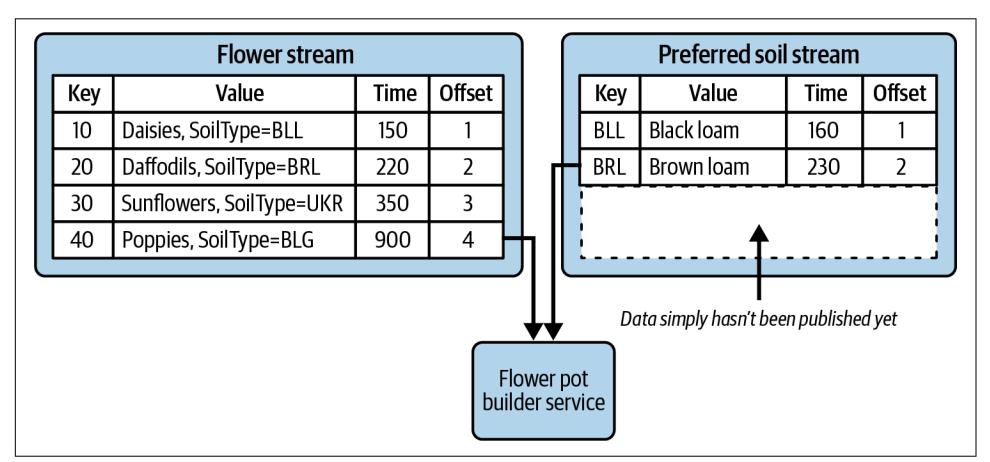 Flower stream
Key Value Time Offset
10 Daisies, SoilType=BLL 150 1
20 Daffodils, SoilType=BRL 220 2
30 Sunflowers, SoilType=UKR 350 3
40 Poppies, SoilType=BLG 900 4
Preferred soil stream
Key Value Time Offset
BLL Black loam 160 1
BRL Brown loam 230 2
Data simply hasn't been published yet
Flower pot
builder service